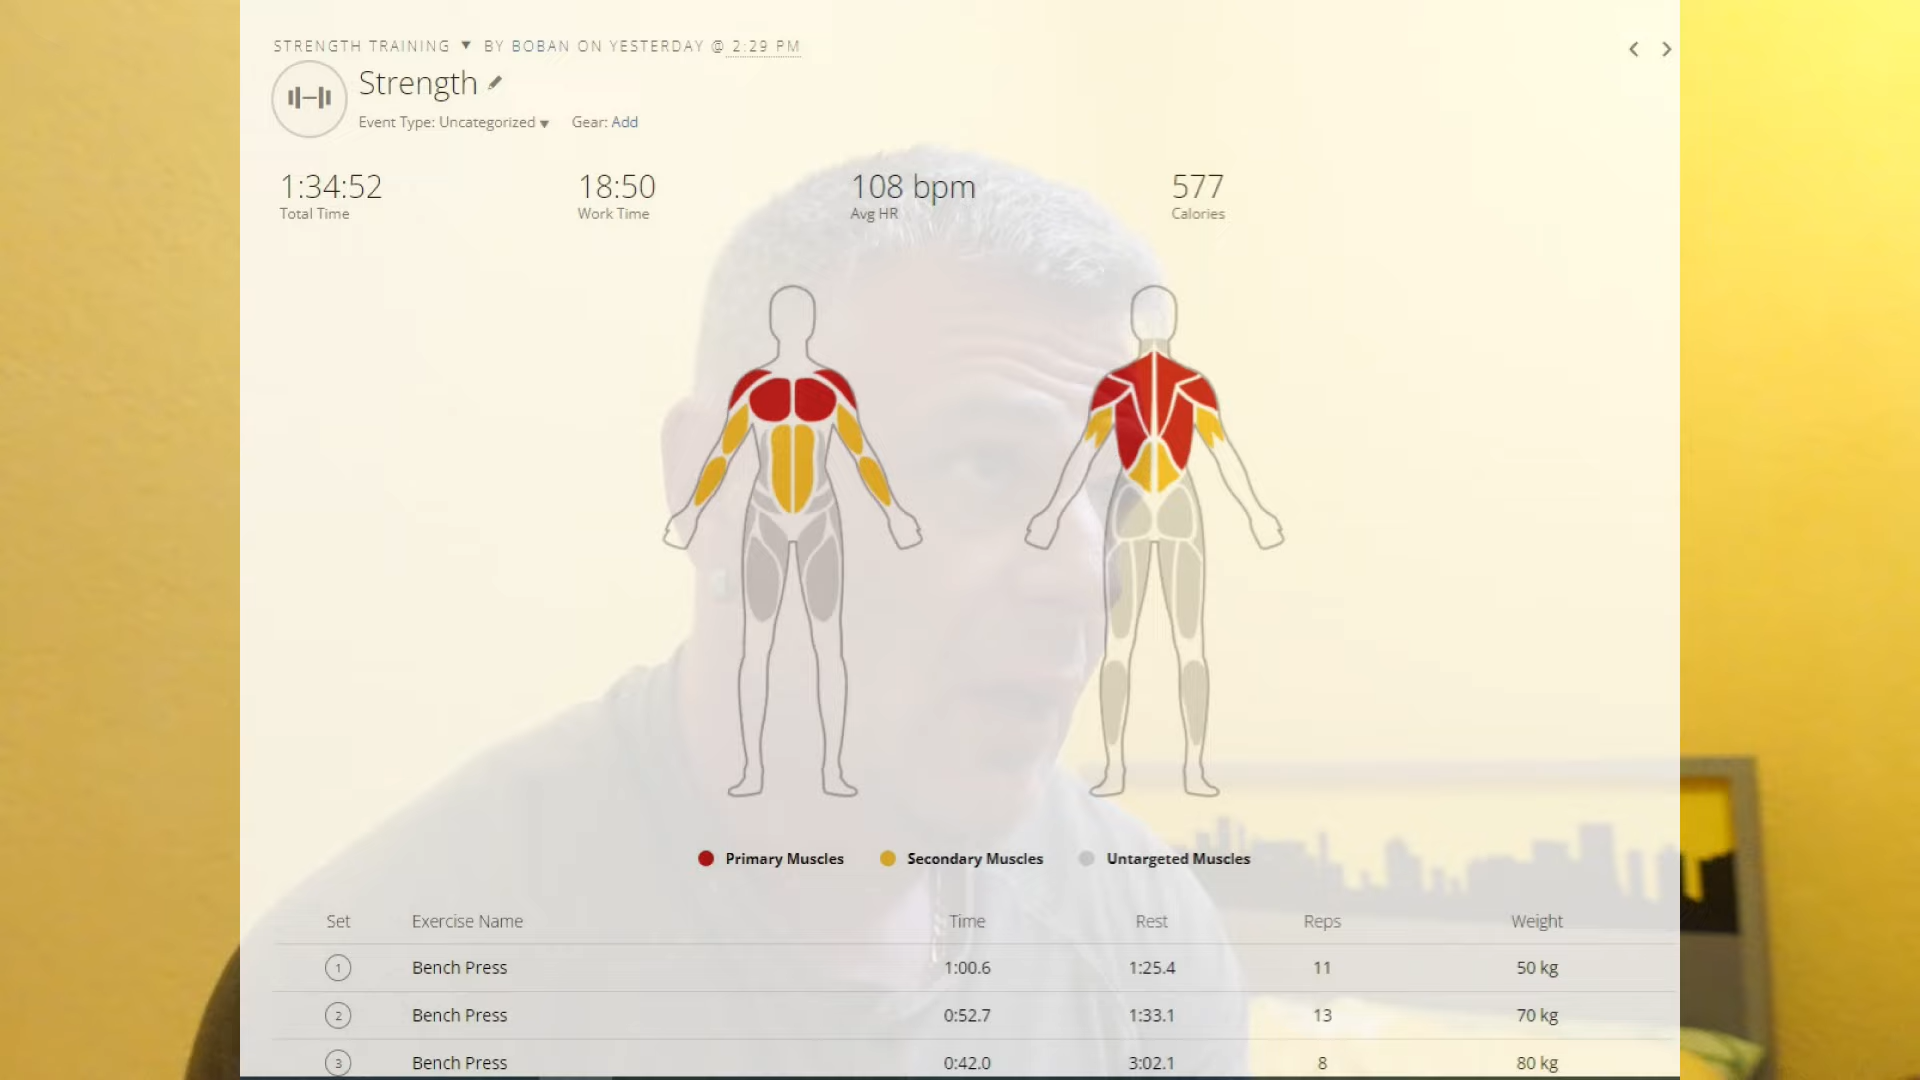 STRENGTH TRAINING ▼ BY BOBAN ON YESTERDAY @ 2:29 PM
Strength
Event Type: Uncategorized ▼ Gear: Add
1:34:52 18:50 108 bpm 577
Total Time Work Time Avg HR Calories
Primary Muscles Secondary Muscles Untargeted Muscles
Set Exercise Name Time Rest Reps Weight
1 Bench Press 1:00.6 1:25.4 11 50 kg
2 Bench Press 0:52.7 1:33.1 13 70 kg
3 Bench Press 0:42.0 3:02.1 8 80 kg